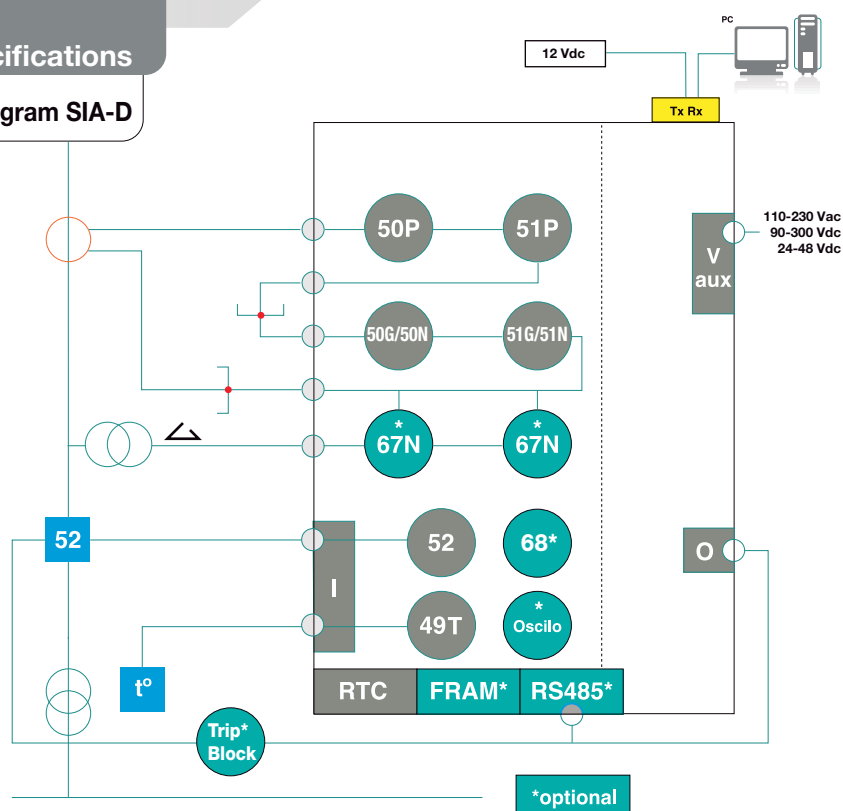 cifications
gram SIA-D
PC
12 Vdc
Tx Rx
50P
51P
110-230 Vac
90-300 Vdc
24-48 Vdc
V
aux
50G/50N
51G/51N
*
67N
*
67N
52
52
68*
O
I
49T
*
Oscilo
tº
RTC
FRAM*
RS485*
Trip*
Block
*optional